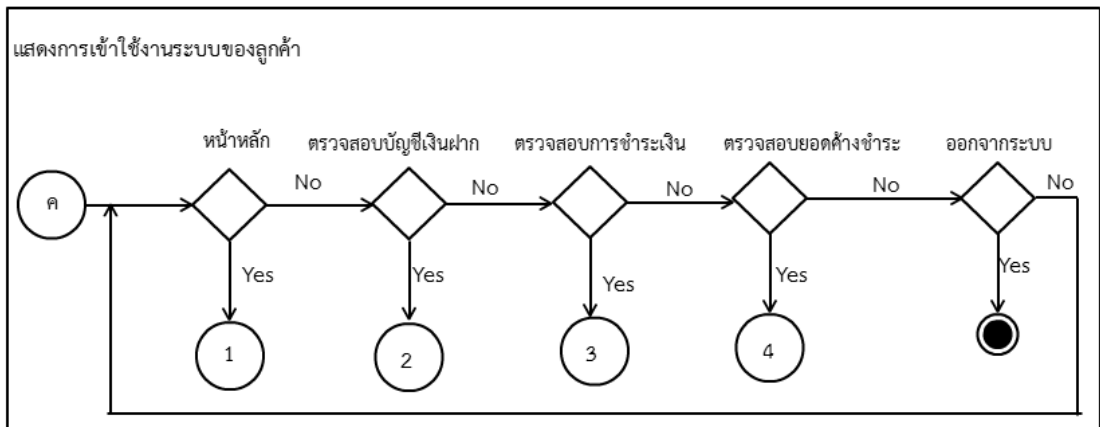 แสดงการเข้าใช้งานระบบของลูกค้า
หน้าหลัก ตรวจสอบบัญชีเงินฝาก ตรวจสอบการชำระเงิน ตรวจสอบยอดค้างชำระ ออกจากระบบ
ค No No No No No
Yes Yes Yes Yes Yes
1 2 3 4